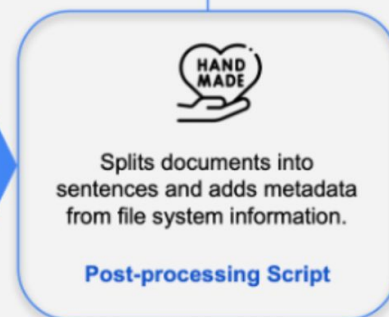 HAND
MADE
Splits documents into
sentences and adds metadata
from file system information.
Post-processing Script